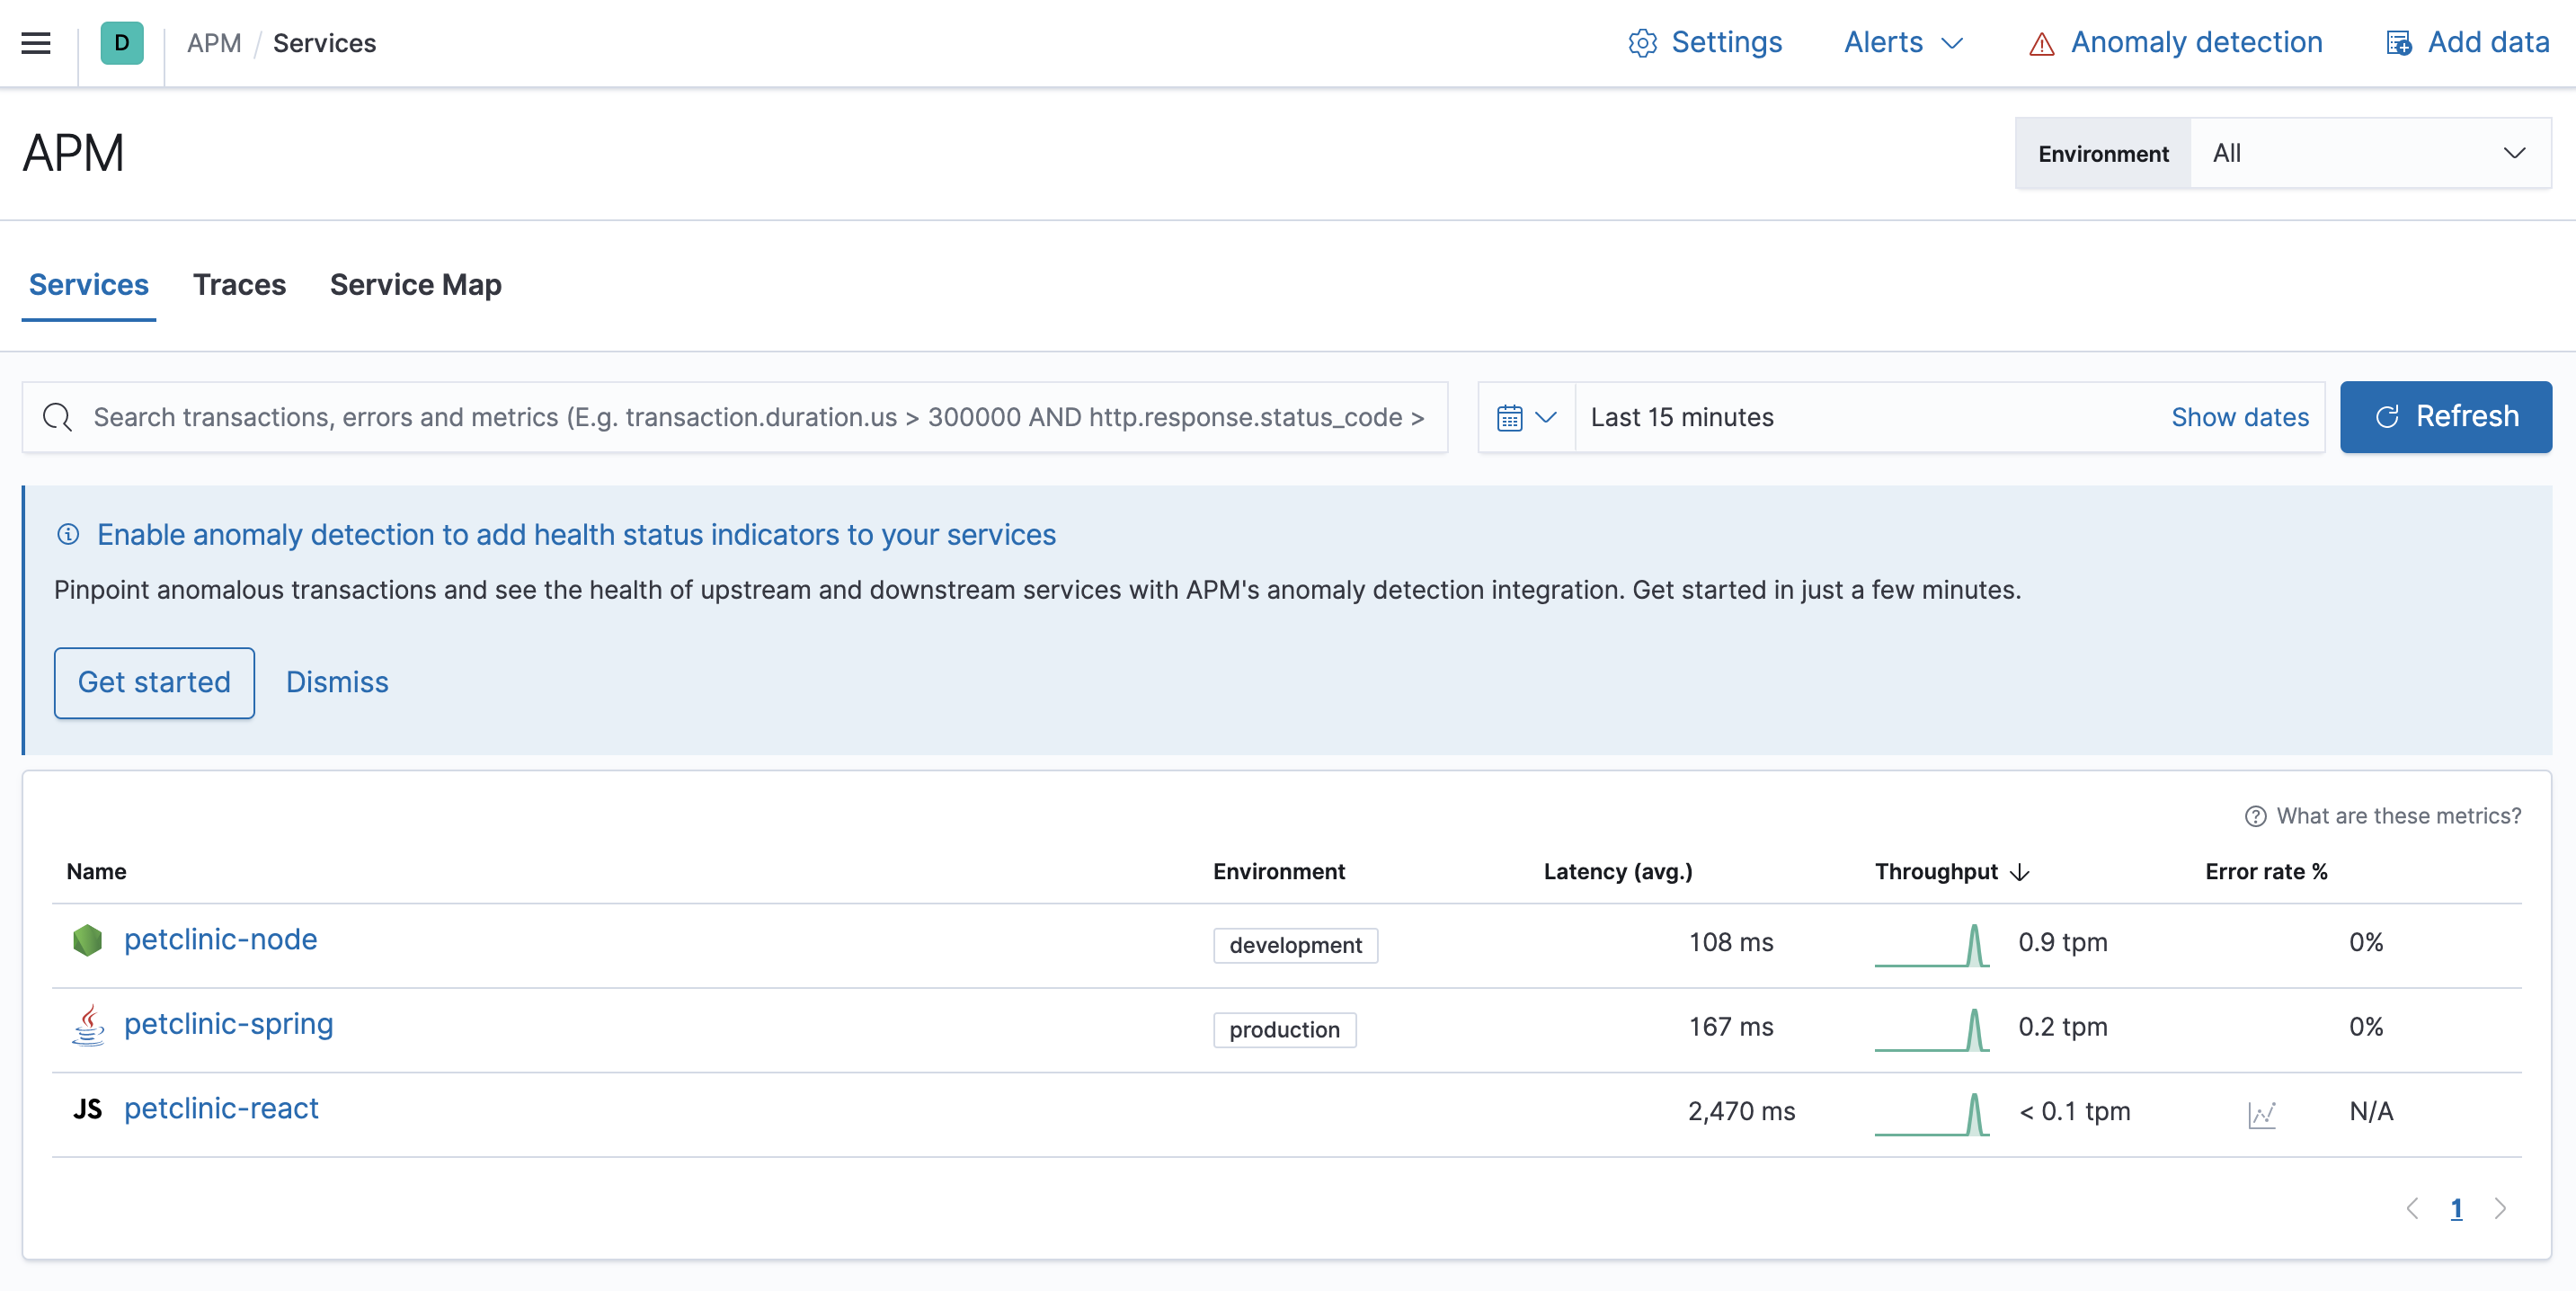 D APM / Services Settings Alerts Anomaly detection Add data
APM Environment All
Services Traces Service Map
Search transactions, errors and metrics (E.g. transaction.duration.us > 300000 AND http.response.status_code > Last 15 minutes Show dates Refresh
Enable anomaly detection to add health status indicators to your services
Pinpoint anomalous transactions and see the health of upstream and downstream services with APM's anomaly detection integration. Get started in just a few minutes.
Get started Dismiss
What are these metrics?
Name Environment Latency (avg.) Throughput Error rate %
petclinic-node development 108 ms 0.9 tpm 0%
petclinic-spring production 167 ms 0.2 tpm 0%
JS petclinic-react 2,470 ms < 0.1 tpm N/A
1